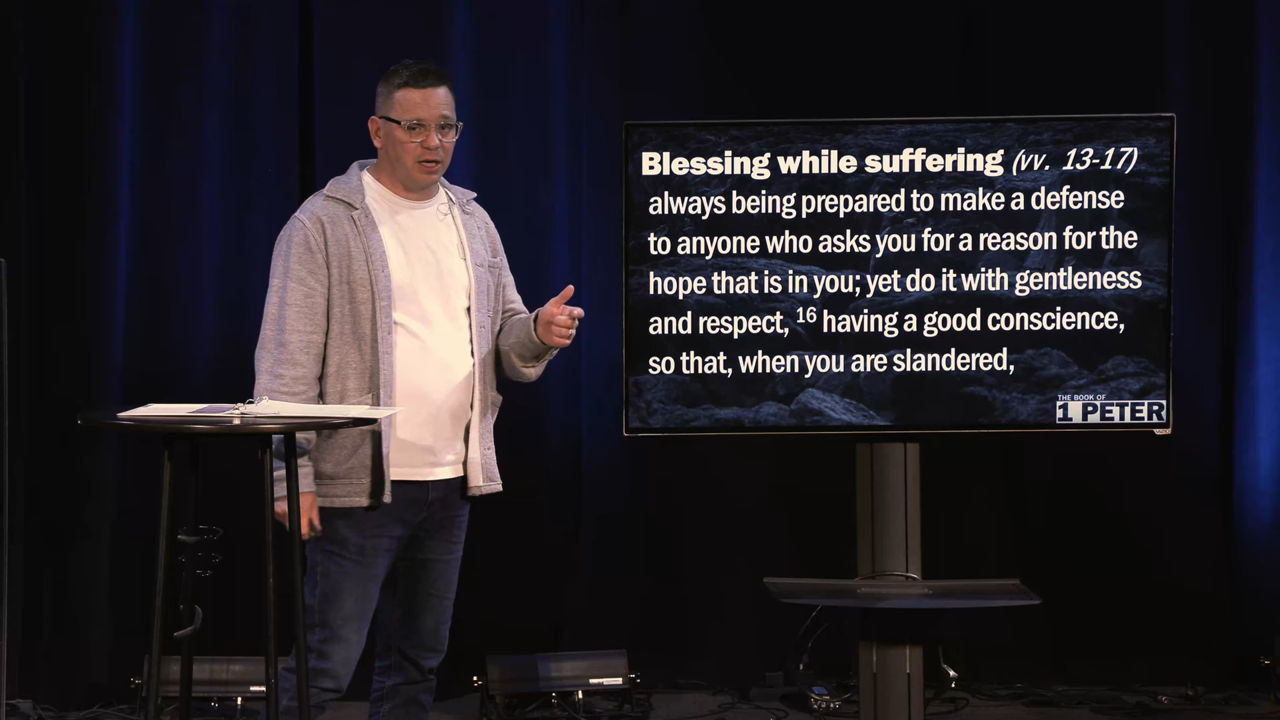 Blessing while suffering (vv. 13-17)
always being prepared to make a defense
to anyone who asks you for a reason for the
hope that is in you; yet do it with gentleness
and respect, 16 having a good conscience,
so that, when you are slandered,
THE BOOK OF
1 PETER